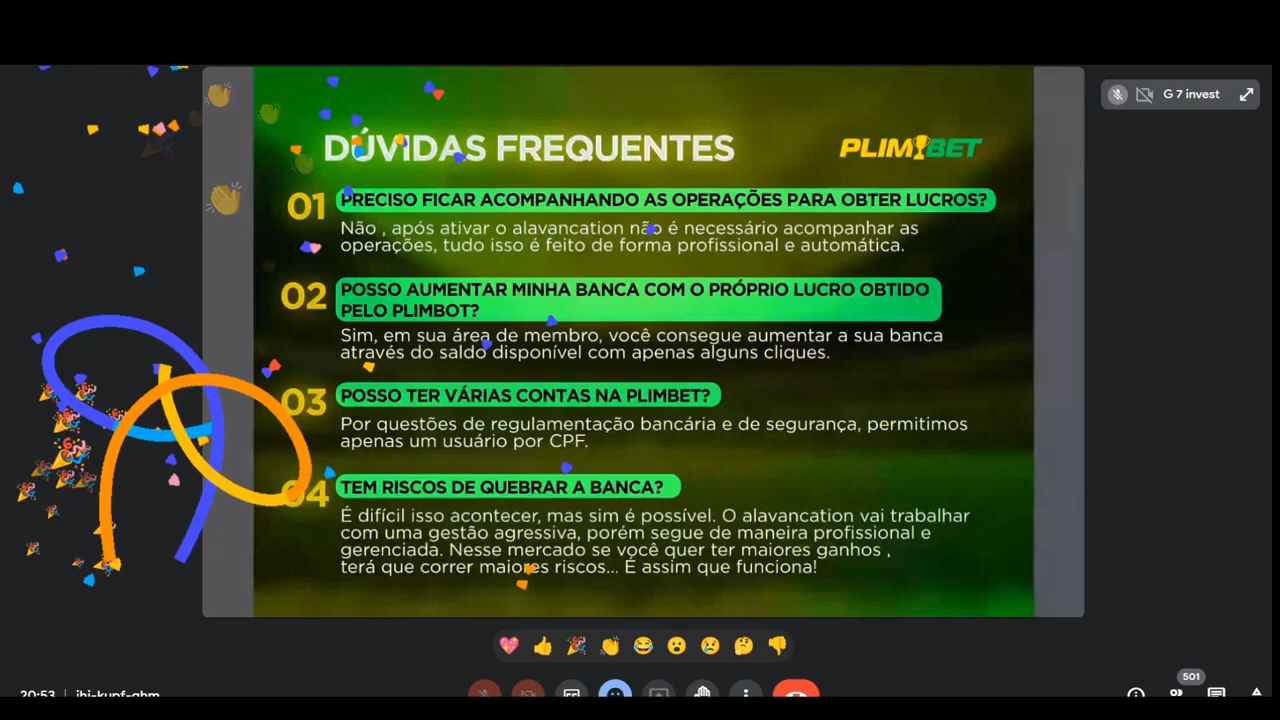 G 7 invest
DÚVIDAS FREQUENTES
PLIMBET
01 PRECISO FICAR ACOMPANHANDO AS OPERAÇÕES PARA OBTER LUCROS?
Não , após ativar o alavancation não é necessário acompanhar as
operações, tudo isso é feito de forma profissional e automática.
02 POSSO AUMENTAR MINHA BANCA COM O PRÓPRIO LUCRO OBTIDO
PELO PLIMBOT?
Sim, em sua área de membro, você consegue aumentar a sua banca
através do saldo disponível com apenas alguns cliques.
03 POSSO TER VÁRIAS CONTAS NA PLIMBET?
Por questões de regulamentação bancária e de segurança, permitimos
apenas um usuário por CPF.
04 TEM RISCOS DE QUEBRAR A BANCA?
É difícil isso acontecer, mas sim é possível. O alavancation vai trabalhar
com uma gestão agressiva, porém segue de maneira profissional e
gerenciada. Nesse mercado se você quer ter maiores ganhos ,
terá que correr maiores riscos... É assim que funciona!
501
20:53